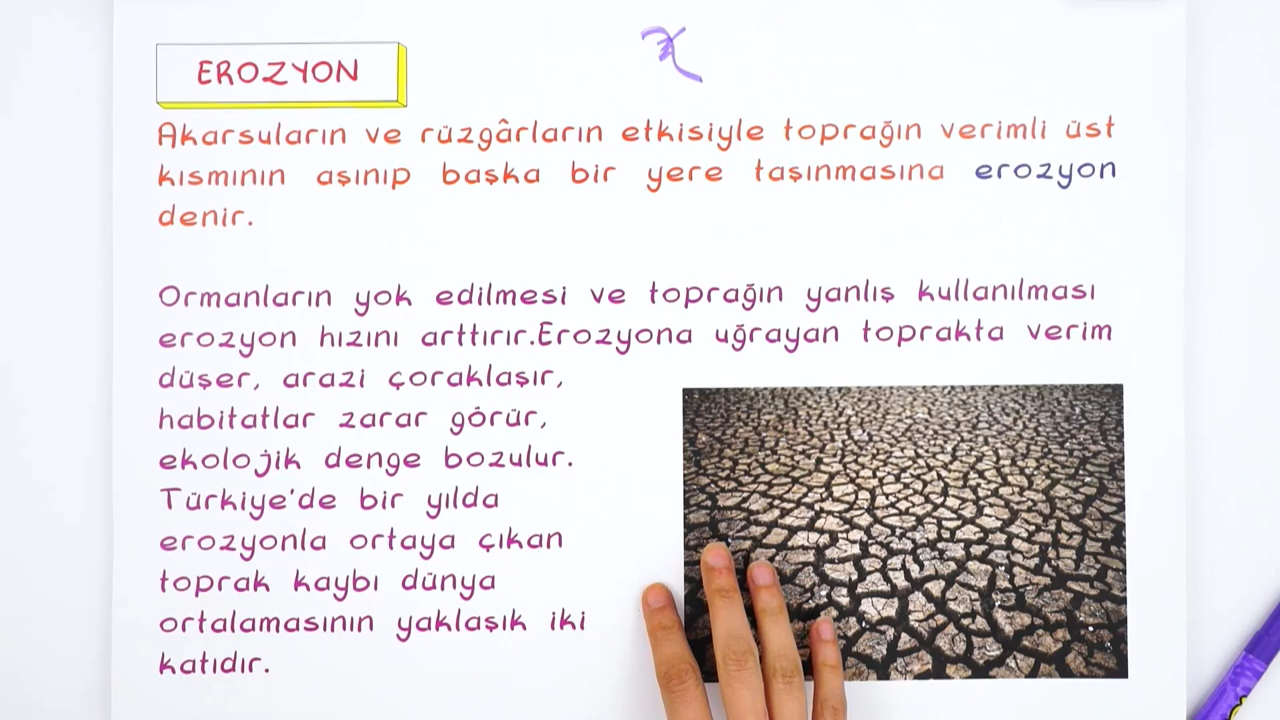 EROZYON
Akarsuların ve rüzgârların etkisiyle toprağın verimli üst
kısmının aşınıp başka bir yere taşınmasına erozyon
denir.
Ormanların yok edilmesi ve toprağın yanlış kullanılması
erozyon hızını arttırır.Erozyona uğrayan toprakta verim
düşer, arazi çoraklaşır,
habitatlar zarar görür,
ekolojik denge bozulur.
Türkiye'de bir yılda
erozyonla ortaya çıkan
toprak kaybı dünya
ortalamasının yaklaşık iki
katıdır.